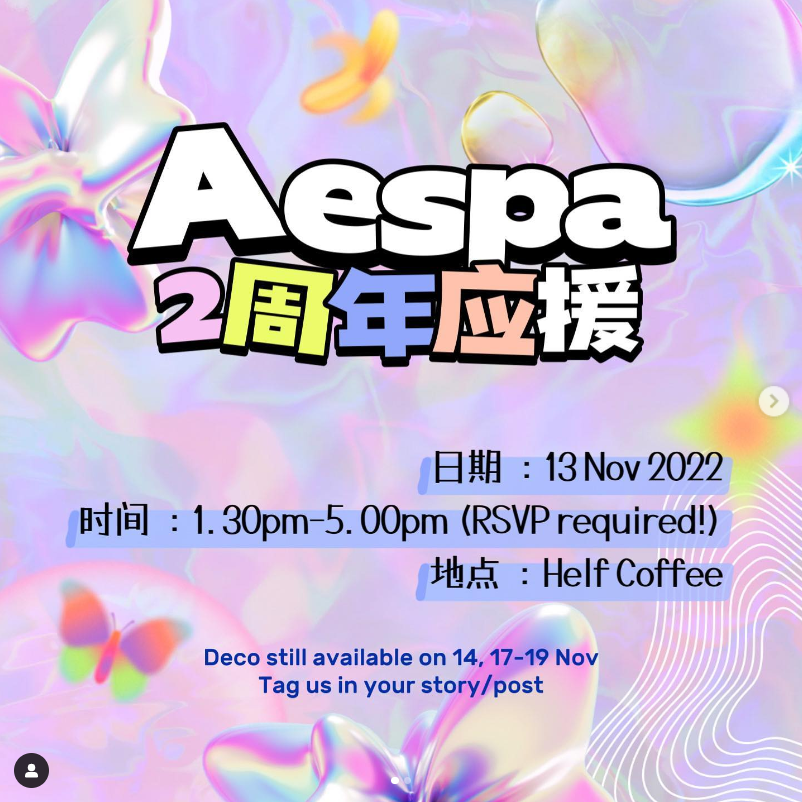 Aespa
2周年应援
日期 : 13 Nov 2022
时间 : 1.30pm-5.00pm (RSVP required!)
地点 : Helf Coffee
Deco still available on 14, 17-19 Nov
Tag us in your story/post